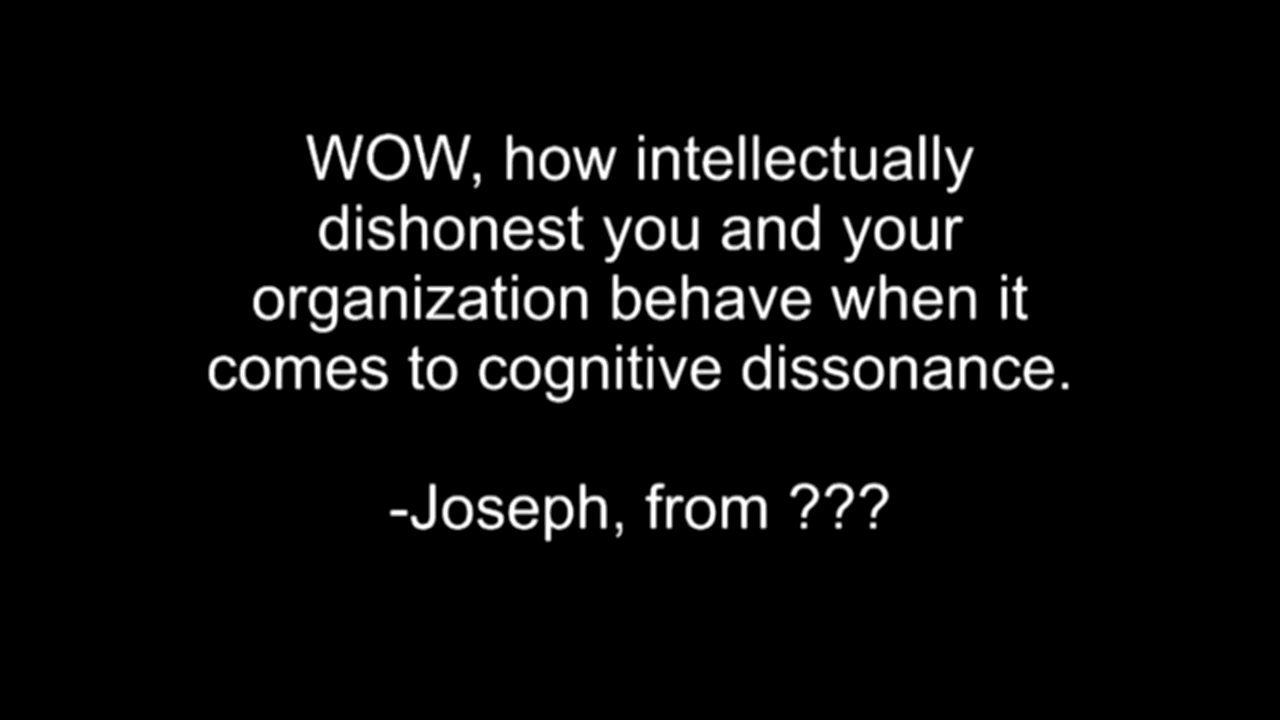 WOW, how intellectually
dishonest you and your
organization behave when it
comes to cognitive dissonance.
-Joseph, from ???